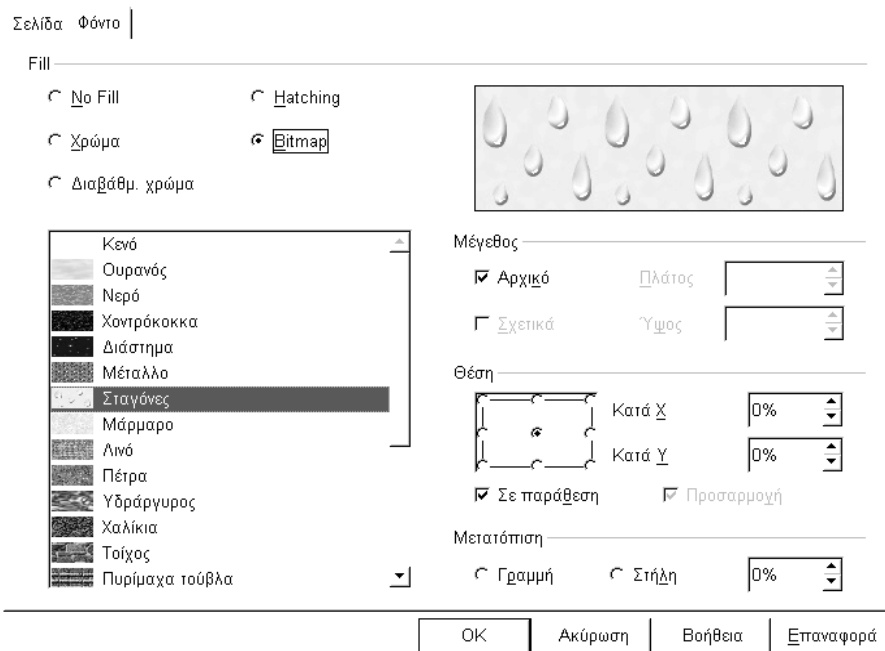 Σελίδα Φόντο
Fill
No Fill
Hatching
Χρώμα
Bitmap
Διαβάθμ. χρώμα
Κενό
Ουρανός
Νερό
Χοντρόκοκκα
Διάστημα
Μέταλλο
Σταγόνες
Μάρμαρο
Λινό
Πέτρα
Υδράργυρος
Χαλίκια
Τοίχος
Πυρίμαχα τούβλα
Μέγεθος
Αρχικό
Πλάτος
Σχετικά
Ύψος
Θέση
Κατά X
0%
Κατά Y
0%
Σε παράθεση
Προσαρμοχή
Μετατόπιση
Γραμμή
Στήλη
0%
OK
Ακύρωση
Βοήθεια
Επαναφορά